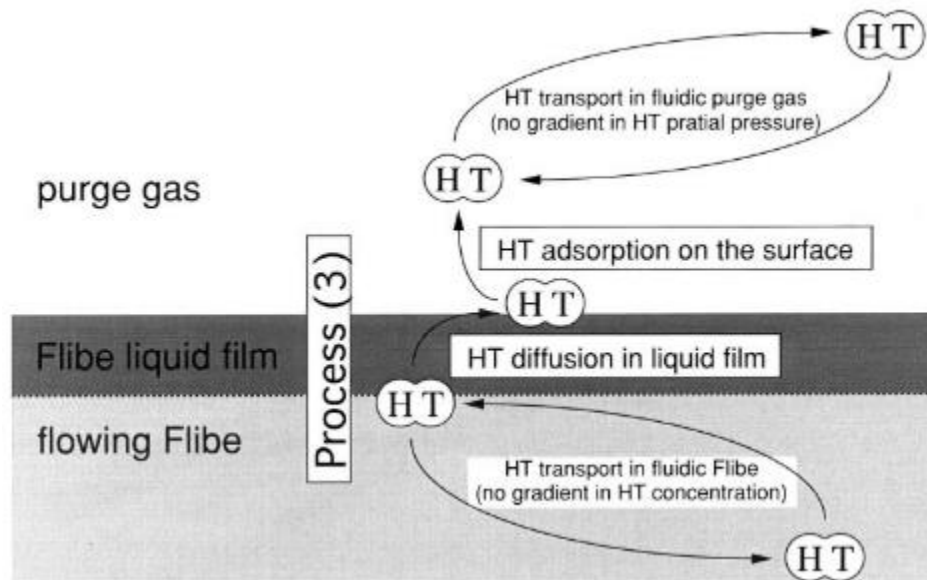 H T
HT transport in fluidic purge gas
(no gradient in HT pratial pressure)
H T
purge gas
HT adsorption on the surface
Process (3)
H T
Flibe liquid film
HT diffusion in liquid film
H T
flowing Flibe
HT transport in fluidic Flibe
(no gradient in HT concentration)
H T